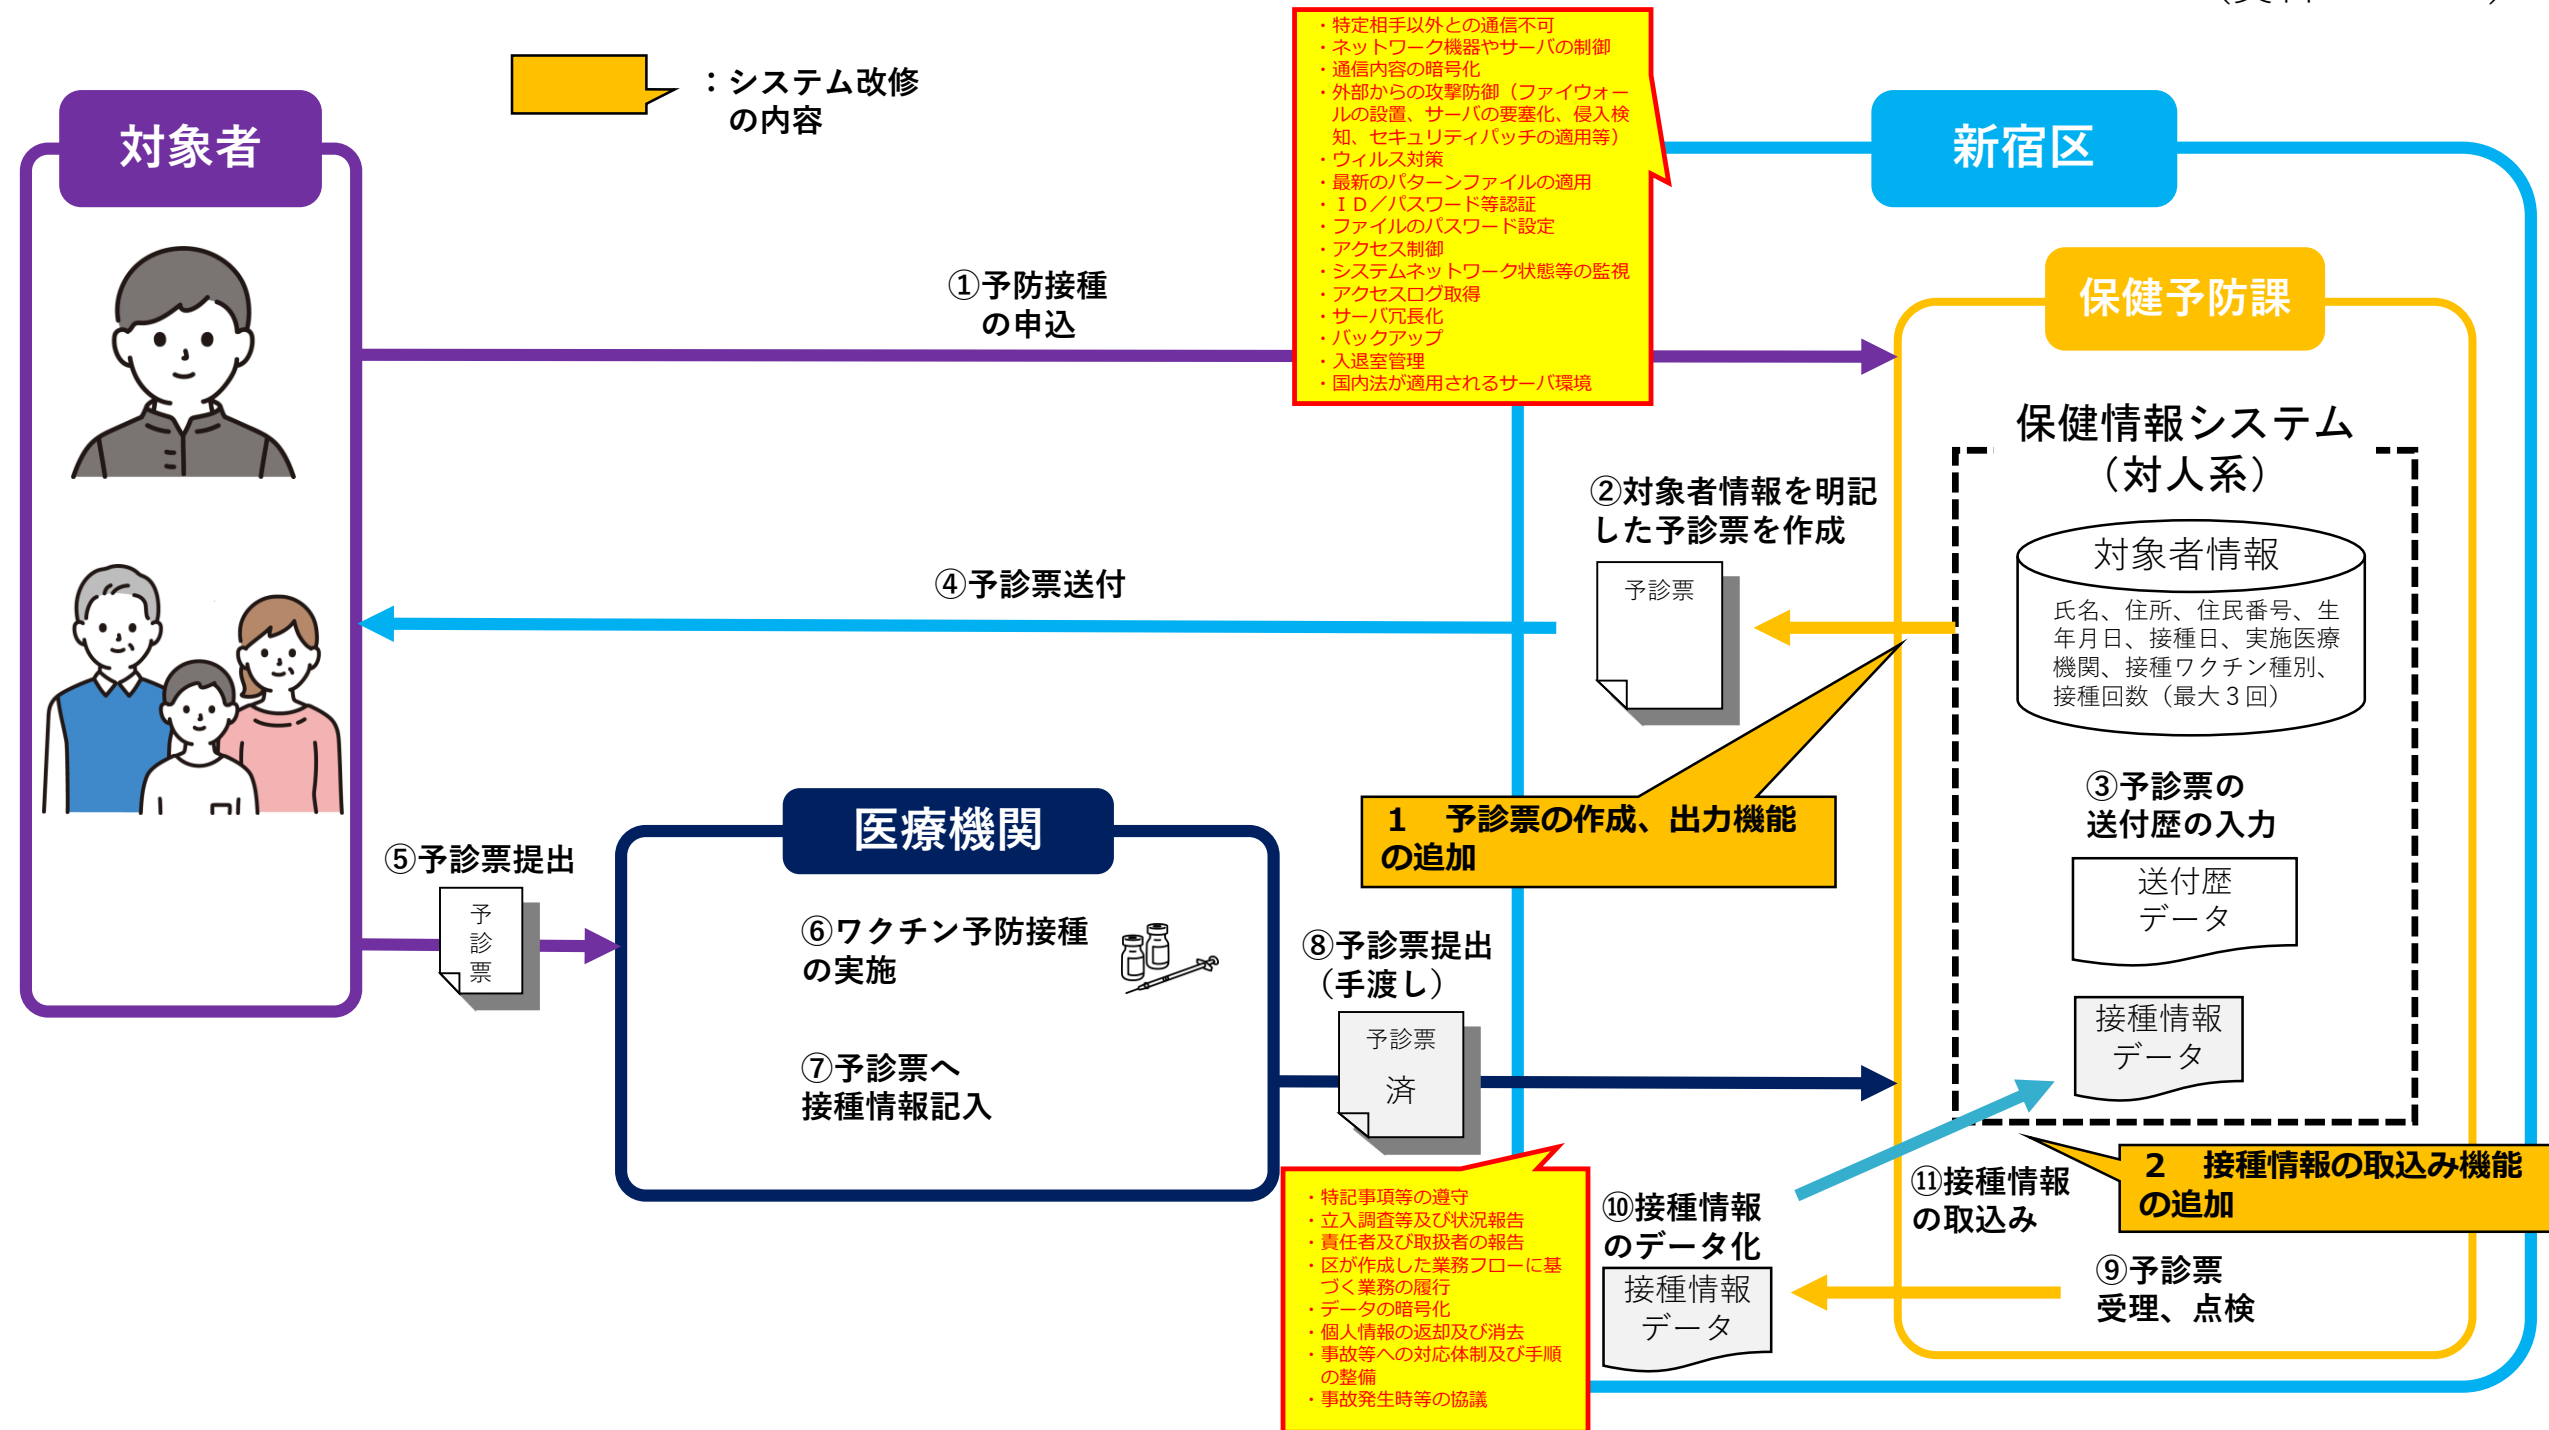 ：システム改修
の内容
対象者
新宿区
保健予防課
・特定相手以外との通信不可
・ネットワーク機器やサーバの制御
・通信内容の暗号化
・外部からの攻撃防御（ファイウォー
ルの設置、サーバの要塞化、侵入検
知、セキュリティパッチの適用等）
・ウィルス対策
・最新のパターンファイルの適用
・ＩＤ／パスワード等認証
・ファイルのパスワード設定
・アクセス制御
・システムネットワーク状態等の監視
・アクセスログ取得
・サーバ冗長化
・バックアップ
・入退室管理
・国内法が適用されるサーバ環境
①予防接種
の申込
保健情報システム
（対人系）
②対象者情報を明記
した予診票を作成
予診票
対象者情報
氏名、住所、住民番号、生
年月日、接種日、実施医療
機関、接種ワクチン種別、
接種回数（最大３回）
④予診票送付
③予診票の
送付歴の入力
送付歴
データ
接種情報
データ
１　予診票の作成、出力機能
の追加
医療機関
⑤予診票提出
予
診
票
⑥ワクチン予防接種
の実施
⑦予診票へ
接種情報記入
⑧予診票提出
（手渡し）
予診票
済
・特記事項等の遵守
・立入調査等及び状況報告
・責任者及び取扱者の報告
・区が作成した業務フローに基
づく業務の履行
・データの暗号化
・個人情報の返却及び消去
・事故等への対応体制及び手順
の整備
・事故発生時等の協議
⑩接種情報
のデータ化
接種情報
データ
⑪接種情報
の取込み
２　接種情報の取込み機能
の追加
⑨予診票
受理、点検